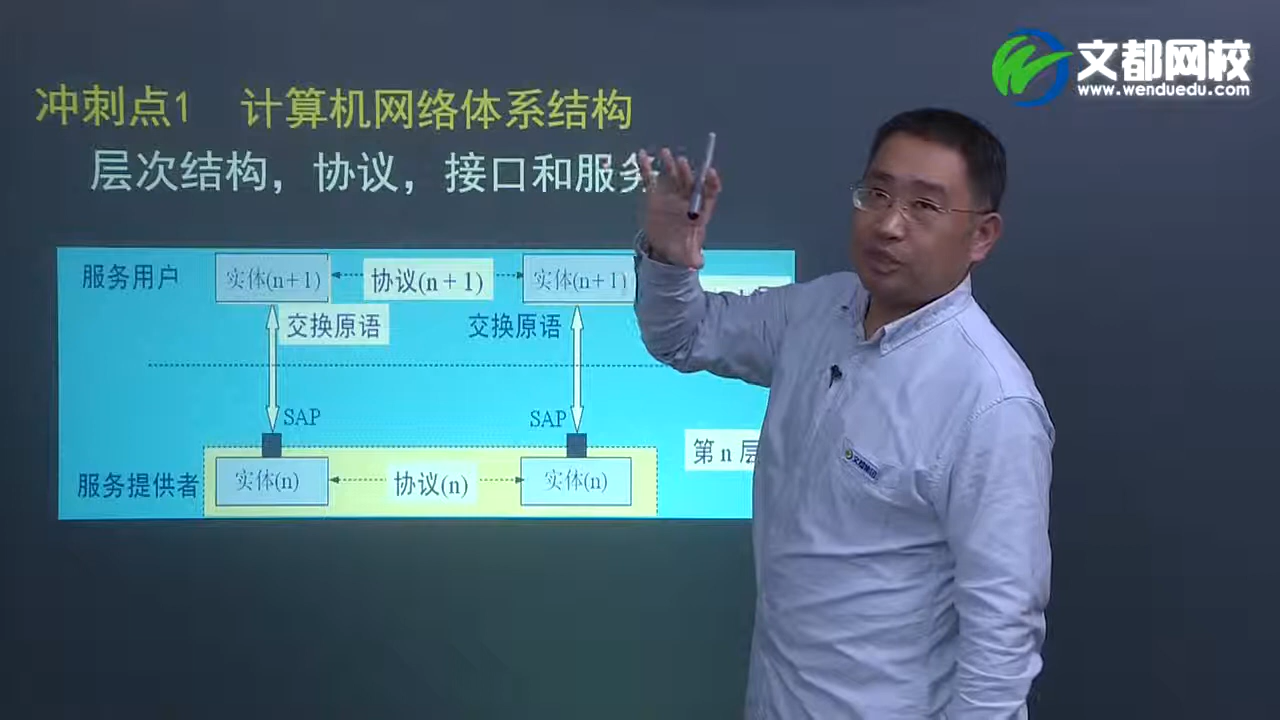 文都网校
www.wenduedu.com
冲刺点1 计算机网络体系结构
层次结构，协议，接口和服务
服务用户
实体(n+1)
协议(n+1)
实体(n+1)
交换原语
交换原语
SAP
SAP
第n层
服务提供者
实体(n)
协议(n)
实体(n)